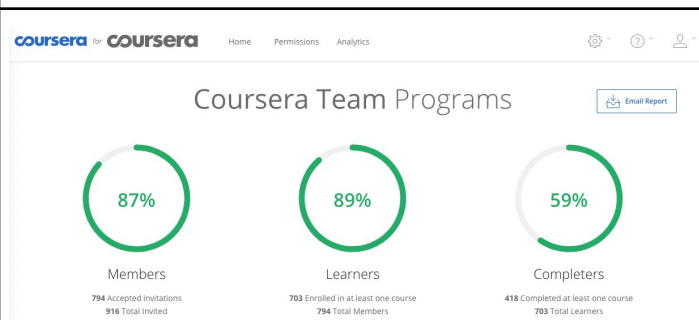 coursera for coursera Home Permissions Analytics
Coursera Team Programs
Email Report
87%
89%
59%
Members
Learners
Completers
794 Accepted invitations
916 Total Invited
703 Enrolled in at least one course
794 Total Members
418 Completed at least one course
703 Total Learners